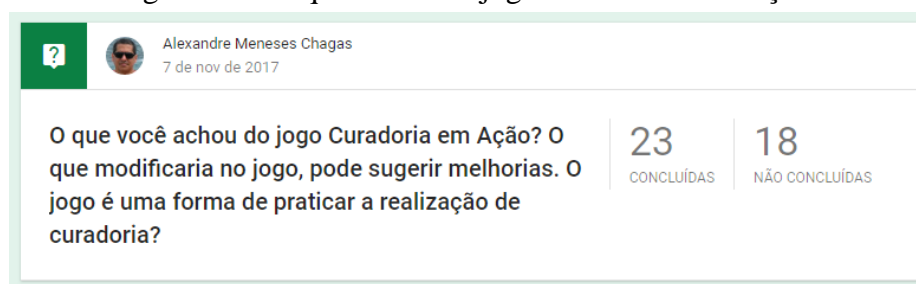 Alexandre Meneses Chagas
7 de nov de 2017
O que você achou do jogo Curadoria em Ação? O
que modificaria no jogo, pode sugerir melhorias. O
jogo é uma forma de praticar a realização de
curadoria?
23
CONCLUÍDAS
18
NÃO CONCLUÍDAS